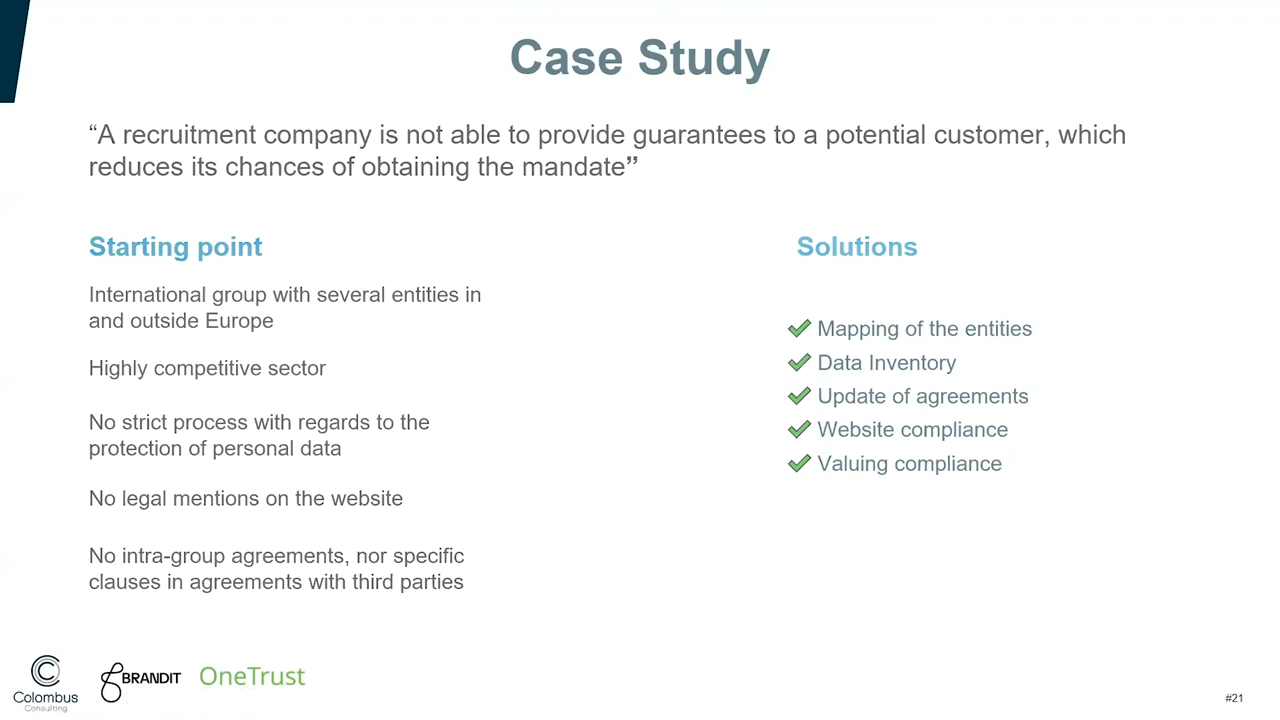 Case Study
“A recruitment company is not able to provide guarantees to a potential customer, which
reduces its chances of obtaining the mandate”
Starting point
International group with several entities in
and outside Europe
Highly competitive sector
No strict process with regards to the
protection of personal data
No legal mentions on the website
No intra-group agreements, nor specific
clauses in agreements with third parties
Solutions
Mapping of the entities
Data Inventory
Update of agreements
Website compliance
Valuing compliance
Colombus
Consulting
BRANDIT
OneTrust
#21